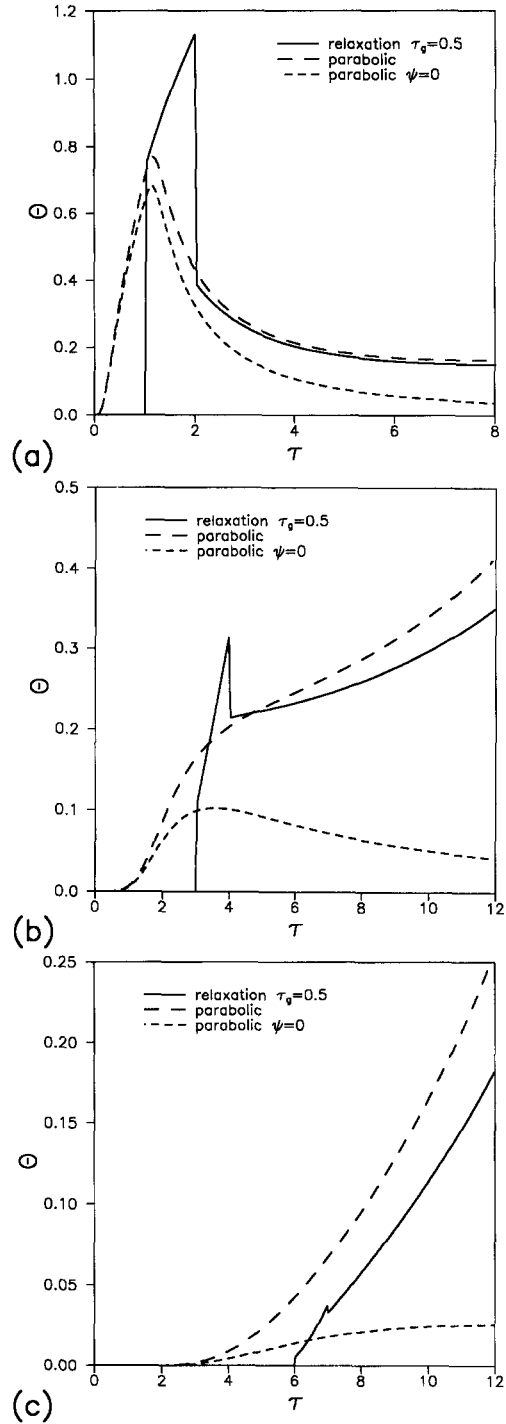 1.2
1.0
0.8
0.6
0.4
0.2
0.0
Θ
relaxation τg=0.5
parabolic
parabolic ψ=0
0 2 4 6 8
τ
(a)
0.5
0.4
0.3
0.2
0.1
0.0
Θ
relaxation τg=0.5
parabolic
parabolic ψ=0
0 2 4 6 8 10 12
τ
(b)
0.25
0.20
0.15
0.10
0.05
0.00
Θ
relaxation τg=0.5
parabolic
parabolic ψ=0
0 2 4 6 8 10 12
τ
(c)